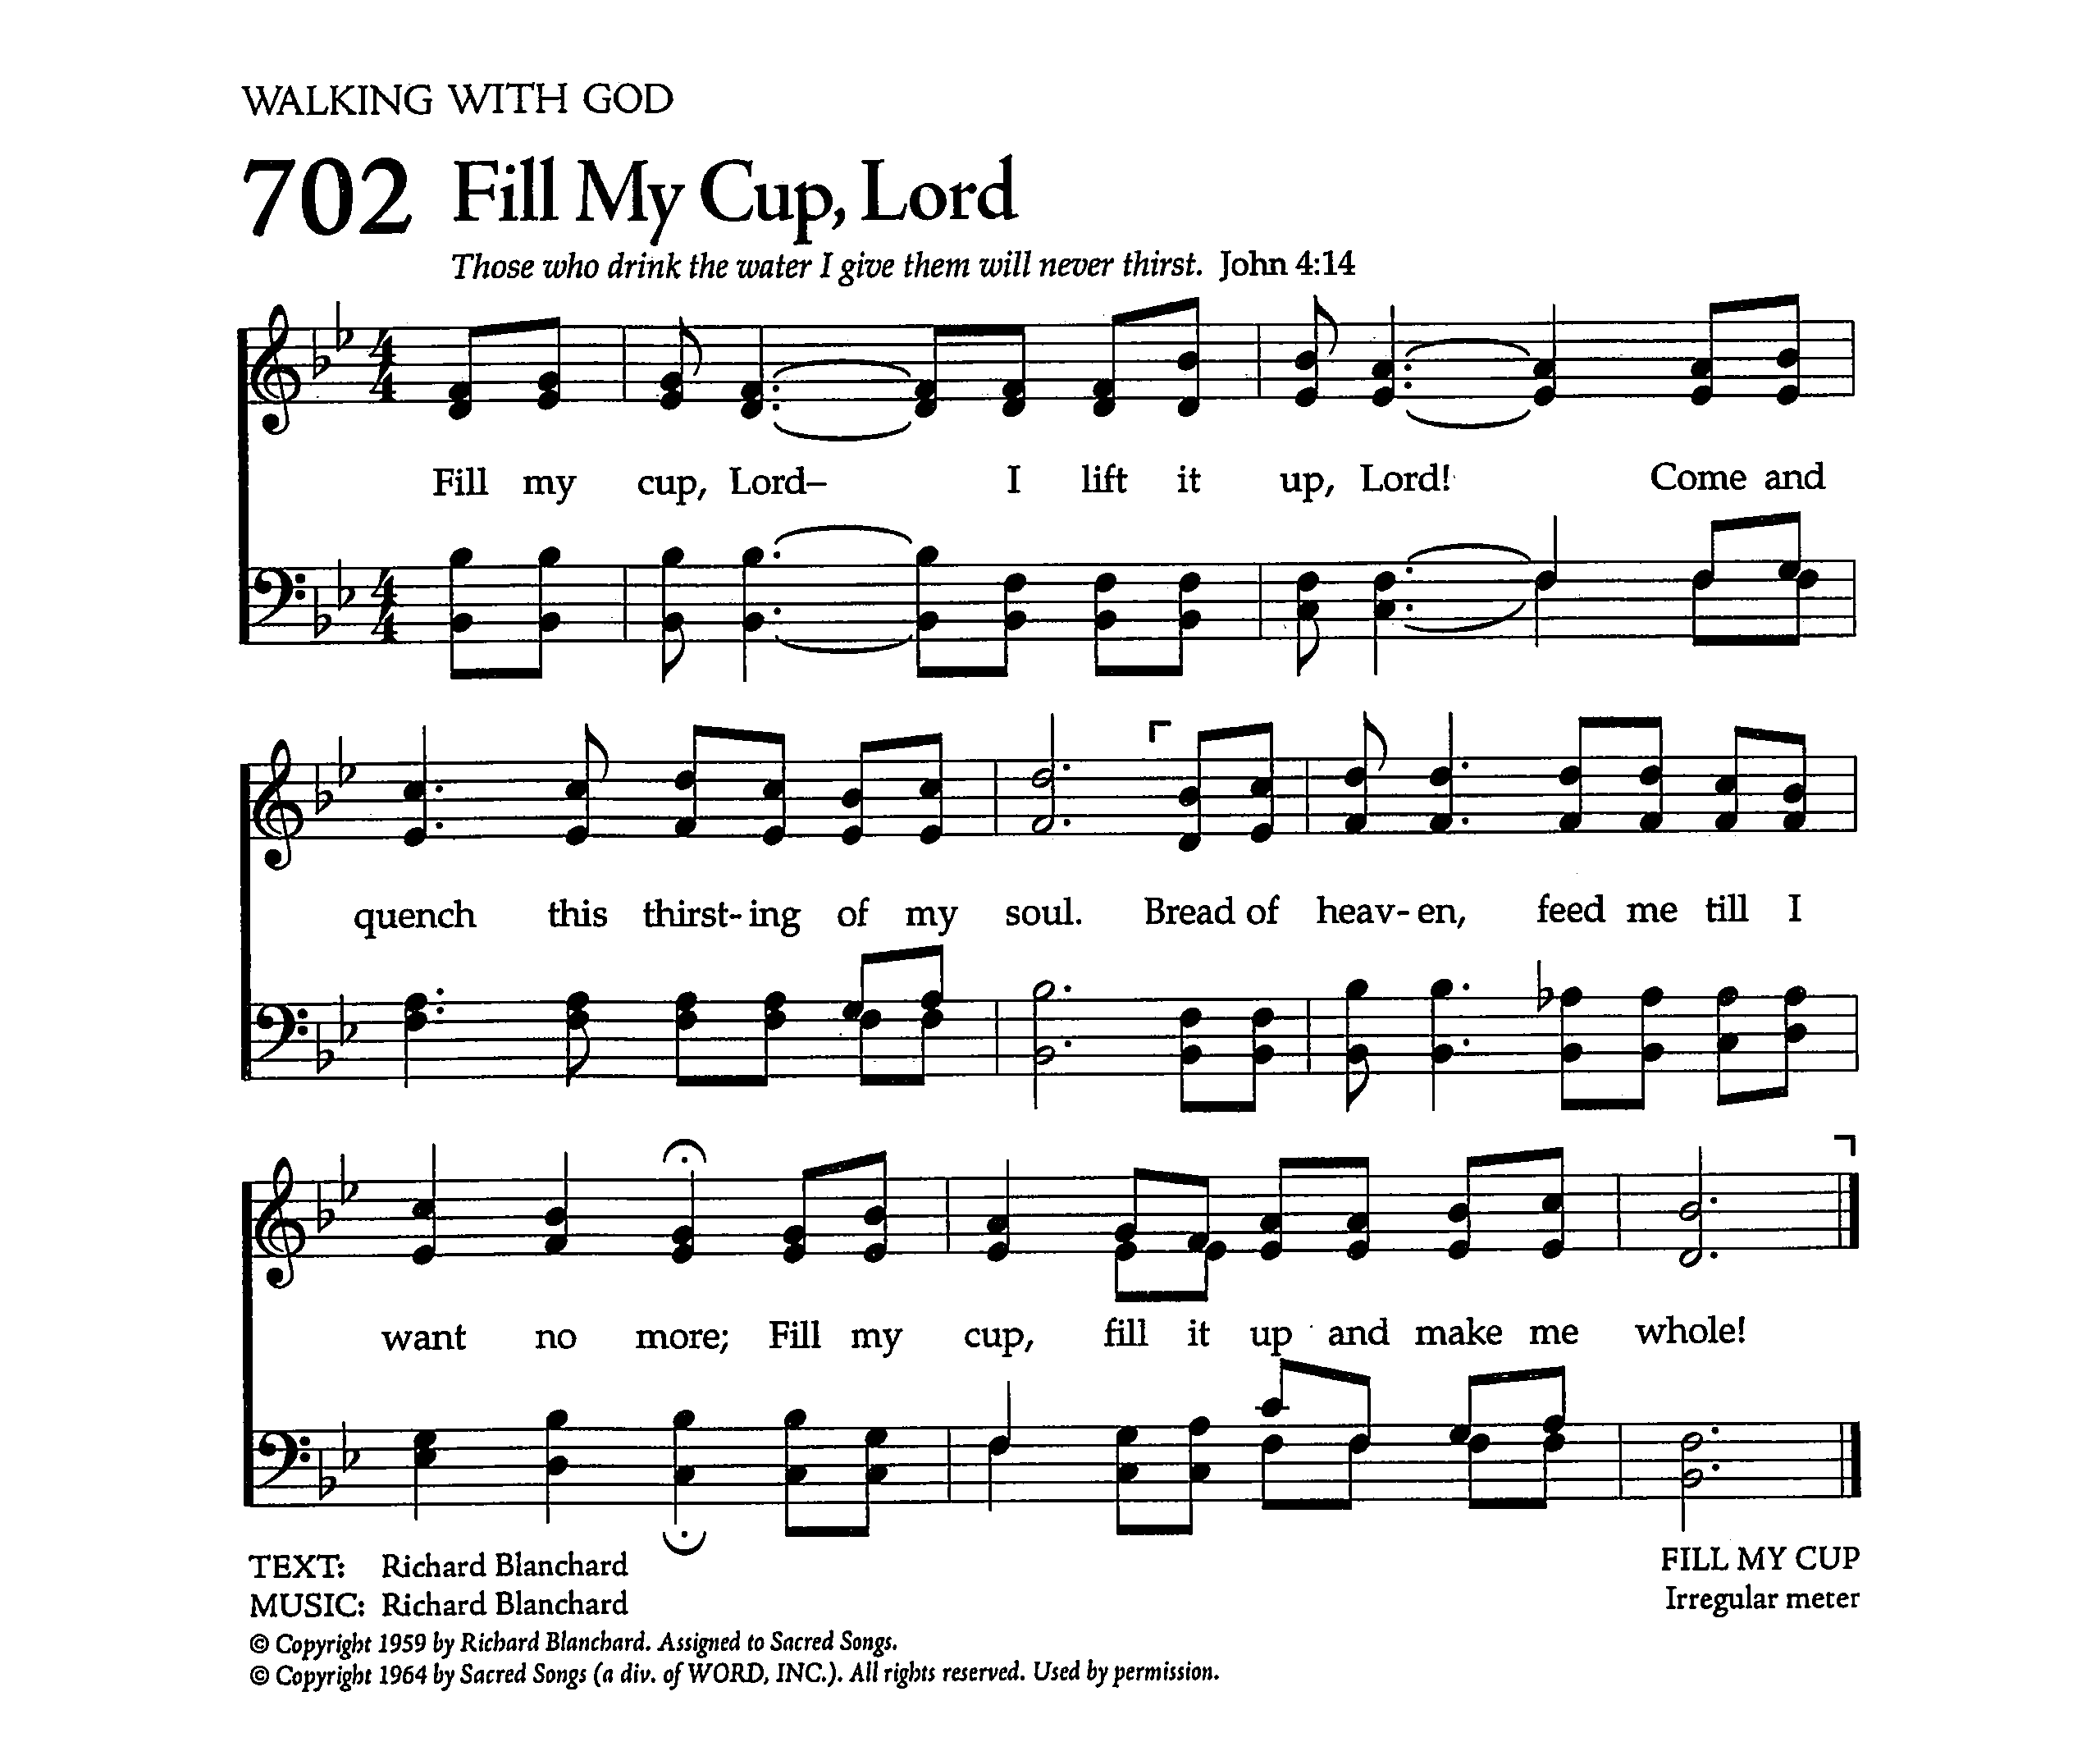 WALKING WITH GOD
702 Fill My Cup, Lord
Those who drink the water I give them will never thirst. John 4:14
Fill my cup, Lord– I lift it up, Lord! Come and
quench this thirst- ing of my soul. Bread of heav- en, feed me till I
want no more; Fill my cup, fill it up and make me whole!
TEXT: Richard Blanchard
MUSIC: Richard Blanchard
© Copyright 1959 by Richard Blanchard. Assigned to Sacred Songs.
© Copyright 1964 by Sacred Songs (a div. of WORD, INC.). All rights reserved. Used by permission.
FILL MY CUP
Irregular meter